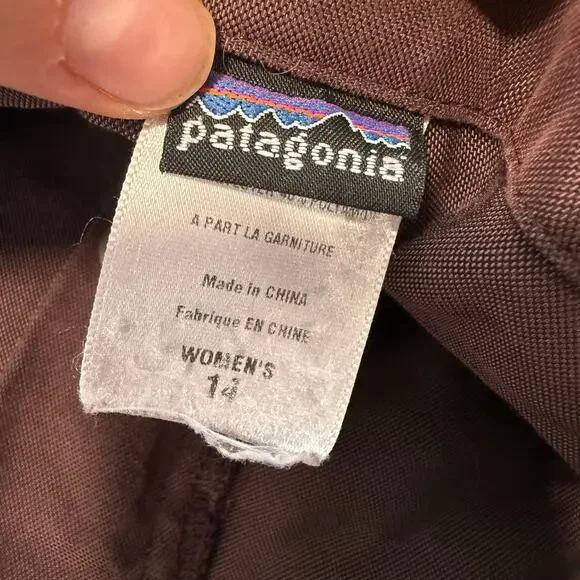 patagonia
A PART LA GARNITURE
Made in CHINA
Fabrique EN CHINE
WOMEN'S
14